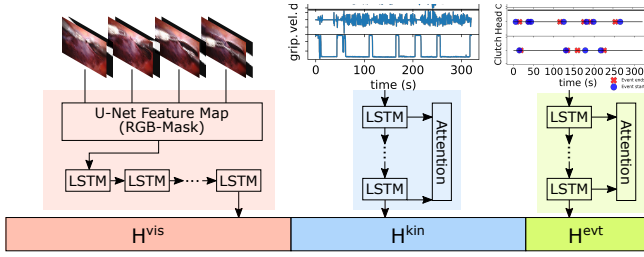 grip.vel. d
0 100 200 300
time (s)
Clutch Head C
0 50 100 150 200 250 300
time (s)
Event ends
Event start
U-Net Feature Map
(RGB-Mask)
LSTM LSTM LSTM
LSTM
LSTM
Attention
LSTM
LSTM
Attention
H^vis H^kin H^evt